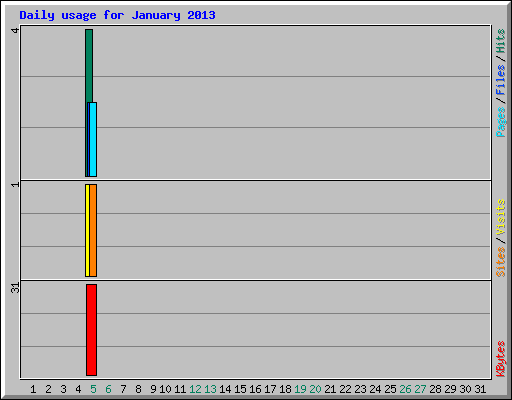 Daily usage for January 2013
4
Pages / Files / Hits
1
Sites / Visits
31
KBytes
1 2 3 4 5 6 7 8 9 10 11 12 13 14 15 16 17 18 19 20 21 22 23 24 25 26 27 28 29 30 31